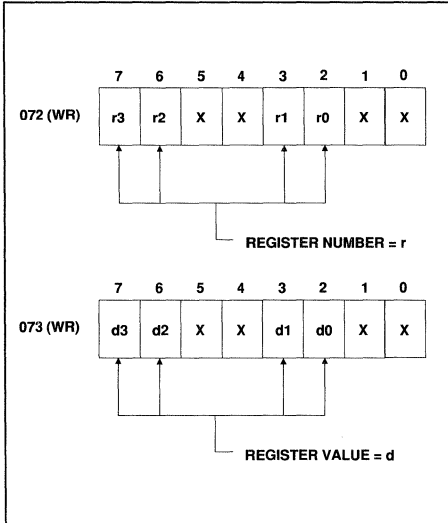 7 6 5 4 3 2 1 0
072 (WR) r3 r2 X X r1 r0 X X
REGISTER NUMBER = r
7 6 5 4 3 2 1 0
073 (WR) d3 d2 X X d1 d0 X X
REGISTER VALUE = d